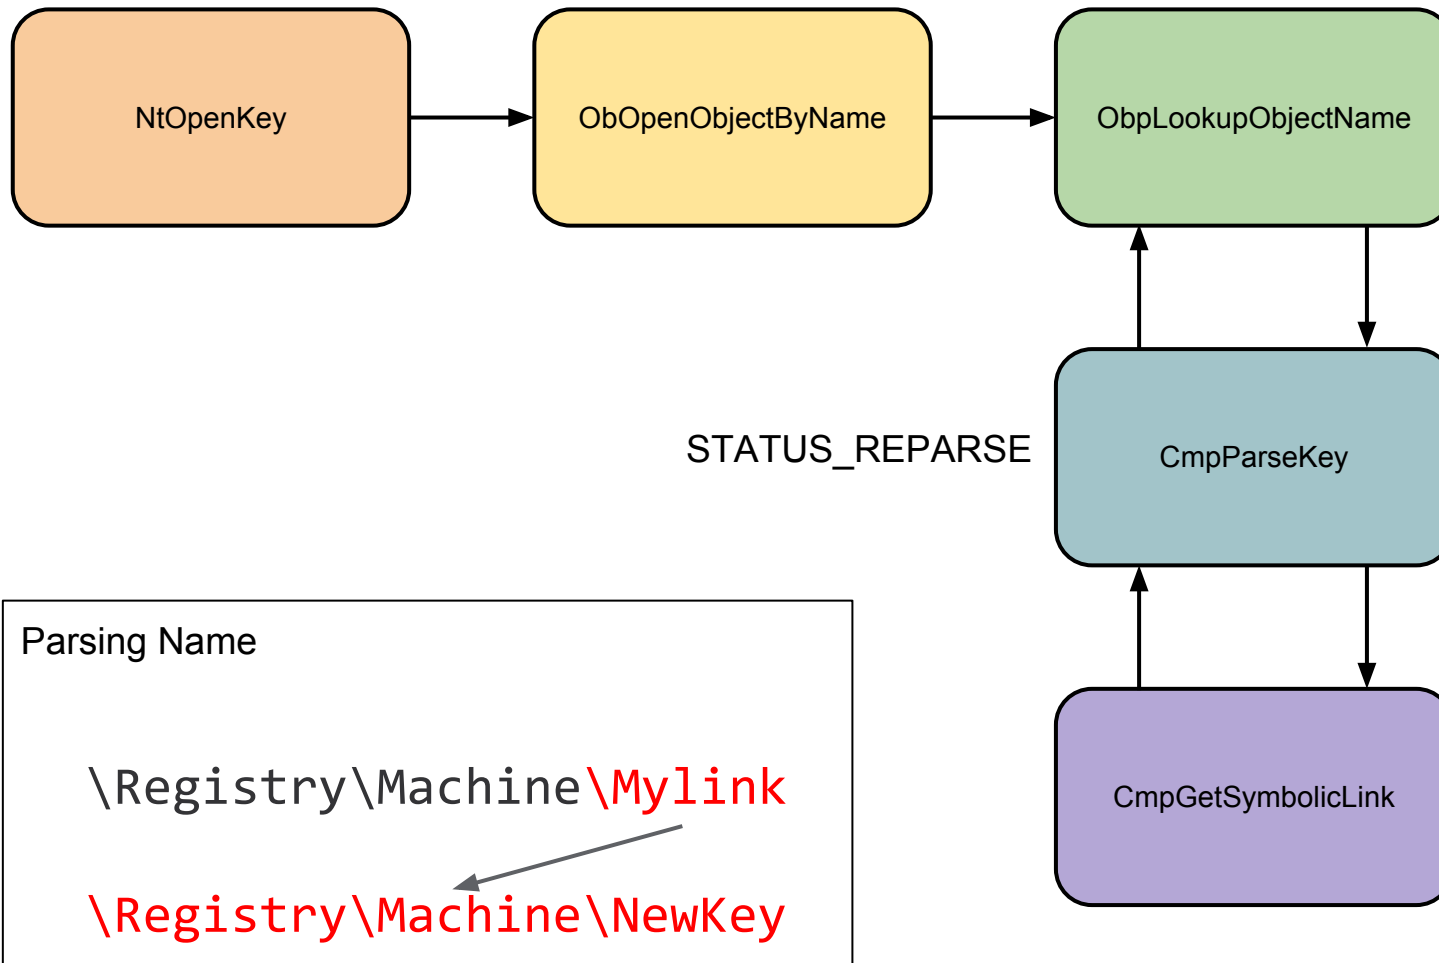 NtOpenKey
ObOpenObjectByName
ObpLookupObjectName
STATUS_REPARSE
CmpParseKey
Parsing Name
\Registry\Machine\Mylink
\Registry\Machine\NewKey
CmpGetSymbolicLink